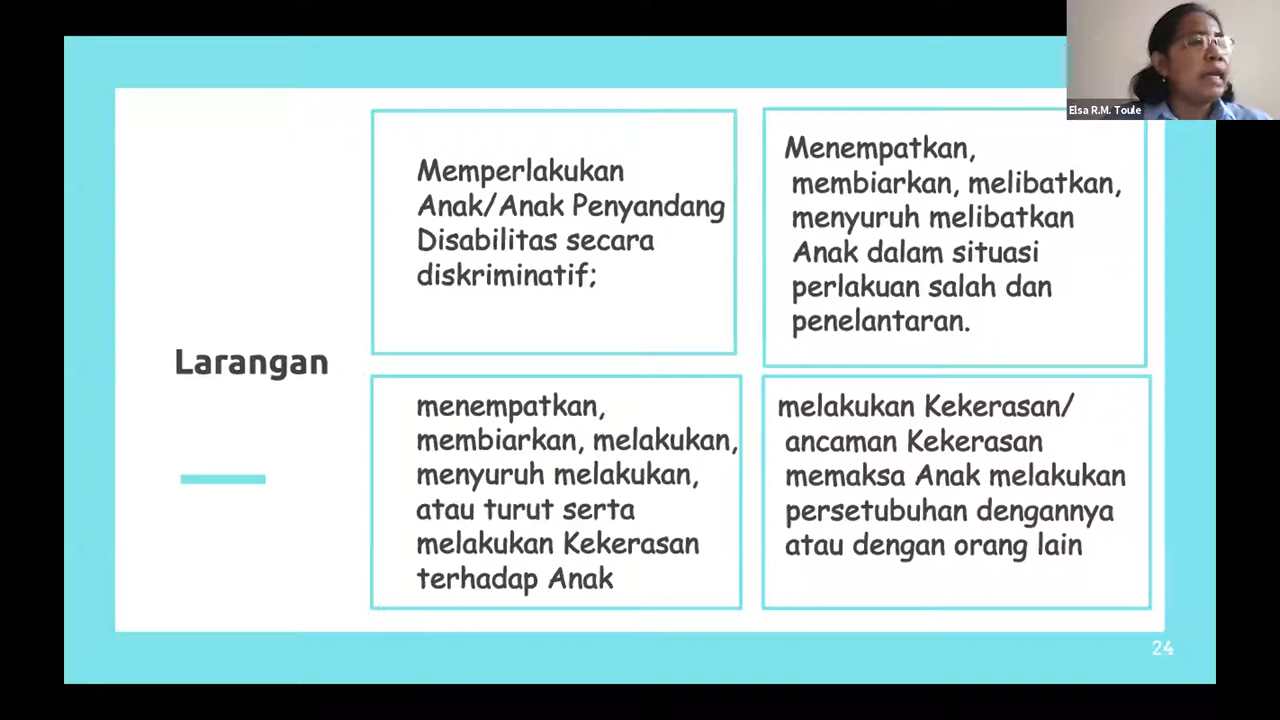 Elsa R.M. Toule
Larangan
Memperlakukan
Anak/Anak Penyandang
Disabilitas secara
diskriminatif;
Menempatkan,
membiarkan, melibatkan,
menyuruh melibatkan
Anak dalam situasi
perlakuan salah dan
penelantaran.
menempatkan,
membiarkan, melakukan,
menyuruh melakukan,
atau turut serta
melakukan Kekerasan
terhadap Anak
melakukan Kekerasan/
ancaman Kekerasan
memaksa Anak melakukan
persetubuhan dengannya
atau dengan orang lain
24